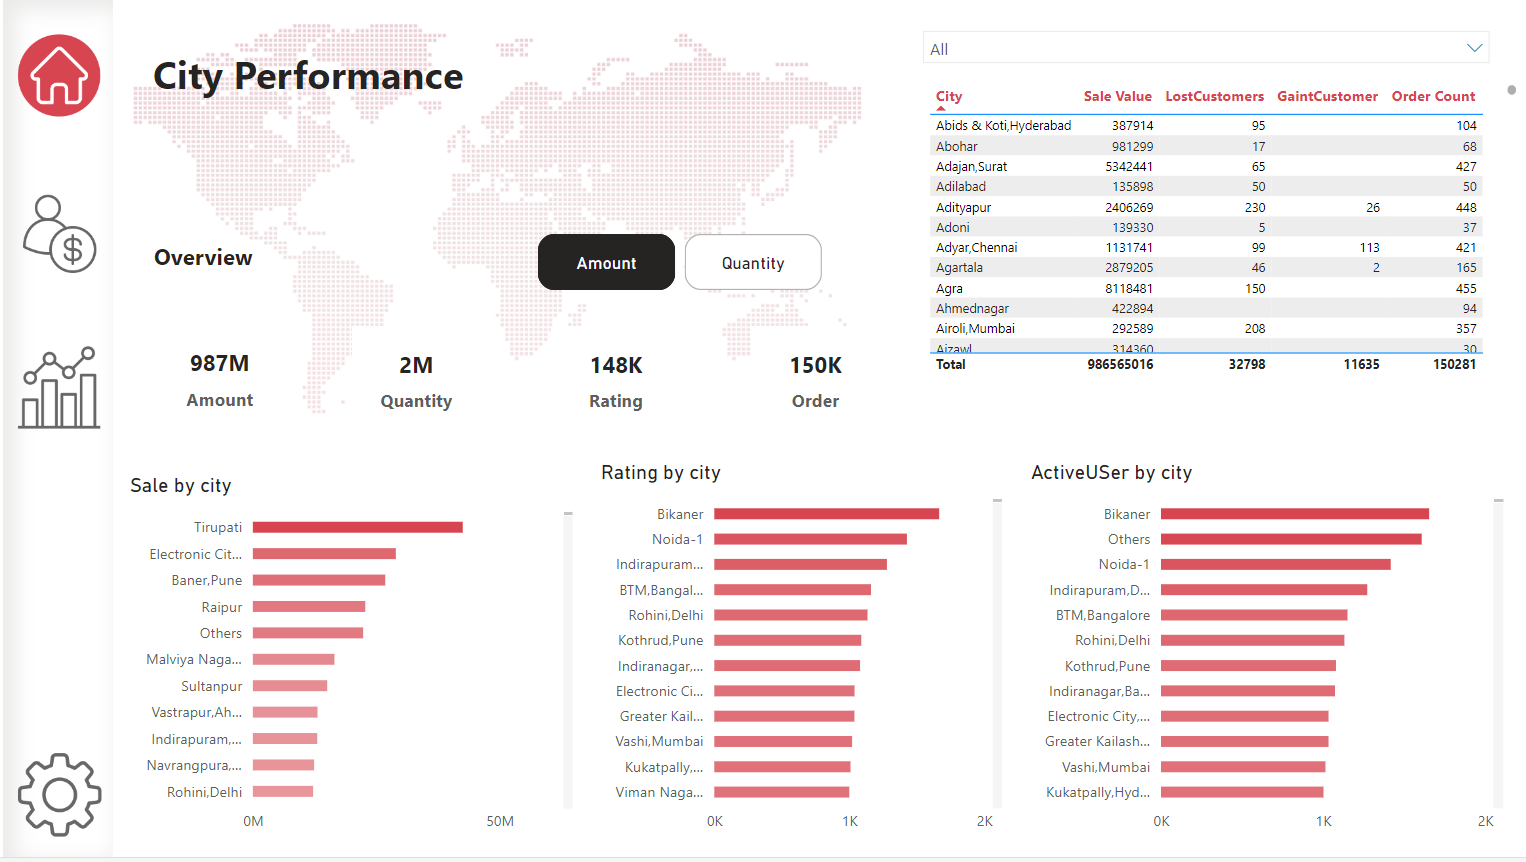 City Performance
All
City Sale Value LostCustomers GaintCustomer Order Count
Abids & Koti,Hyderabad 387914 95 104
Abohar 981299 17 68
Adajan,Surat 5342441 65 427
Adilabad 135898 50 50
Adityapur 2406269 230 26 448
Adoni 139330 5 37
Adyar,Chennai 1131741 99 113 421
Agartala 2879205 46 2 165
Agra 8118481 150 455
Ahmednagar 422894 94
Airoli,Mumbai 292589 208 357
Aizawl 314360 30
Total 986565016 32798 11635 150281
Overview
Amount
Quantity
987M
Amount
2M
Quantity
148K
Rating
150K
Order
Sale by city
Tirupati
Electronic Cit...
Baner,Pune
Raipur
Others
Malviya Naga...
Sultanpur
Vastrapur,Ah...
Indirapuram,...
Navrangpura,...
Rohini,Delhi
0M 50M
Rating by city
Bikaner
Noida-1
Indirapuram...
BTM,Bangal...
Rohini,Delhi
Kothrud,Pune
Indiranagar,...
Electronic Ci...
Greater Kail...
Vashi,Mumbai
Kukatpally,...
Viman Naga...
0K 1K 2K
ActiveUSer by city
Bikaner
Others
Noida-1
Indirapuram,D...
BTM,Bangalore
Rohini,Delhi
Kothrud,Pune
Indiranagar,Ba...
Electronic City,...
Greater Kailash...
Vashi,Mumbai
Kukatpally,Hyd...
0K 1K 2K